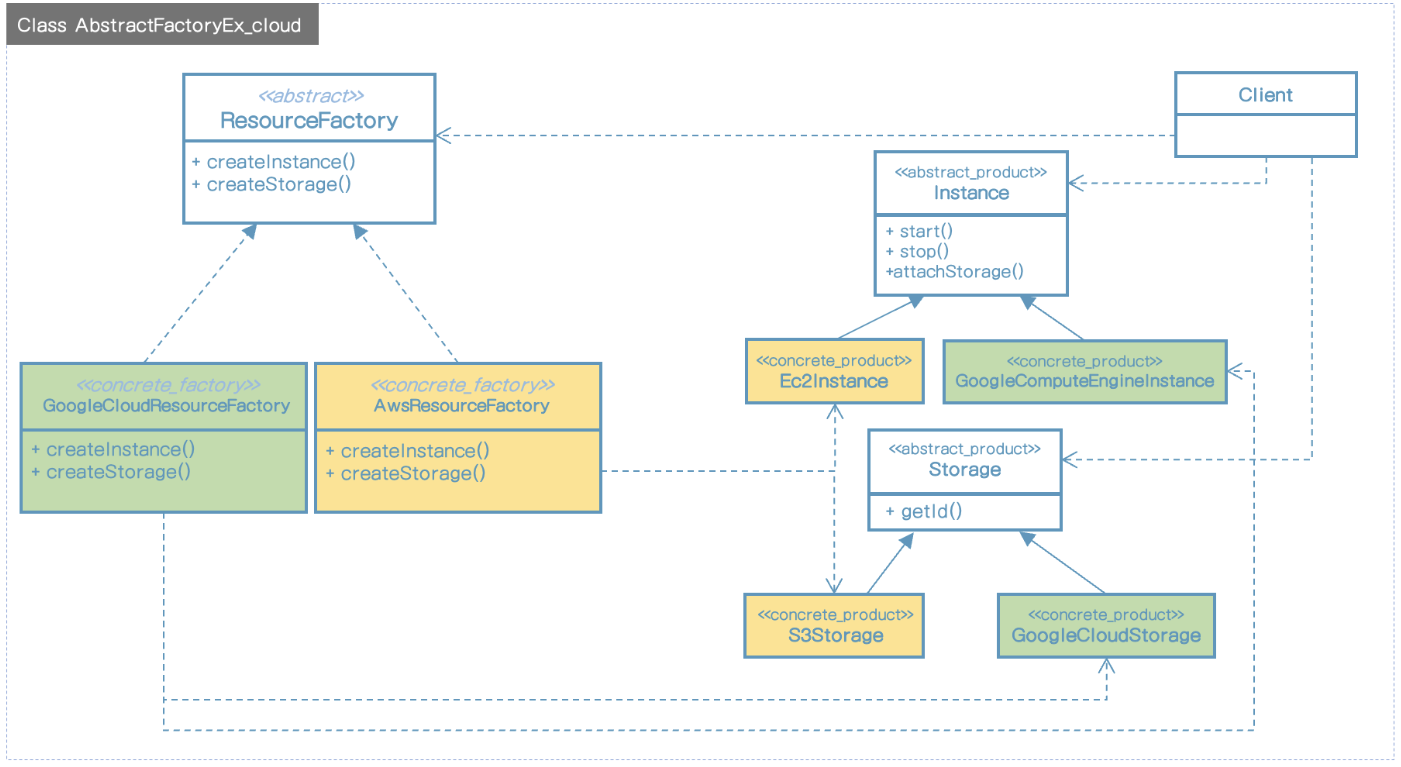 Class AbstractFactoryEx_cloud
<<abstract>>
ResourceFactory
+ createInstance()
+ createStorage()
Client
<<abstract_product>>
Instance
+ start()
+ stop()
+attachStorage()
<<concrete_product>>
Ec2Instance
<<concrete_product>>
GoogleComputeEngineInstance
<<concrete_factory>>
GoogleCloudResourceFactory
+ createInstance()
+ createStorage()
<<concrete_factory>>
AwsResourceFactory
+ createInstance()
+ createStorage()
<<abstract_product>>
Storage
+ getId()
<<concrete_product>>
S3Storage
<<concrete_product>>
GoogleCloudStorage